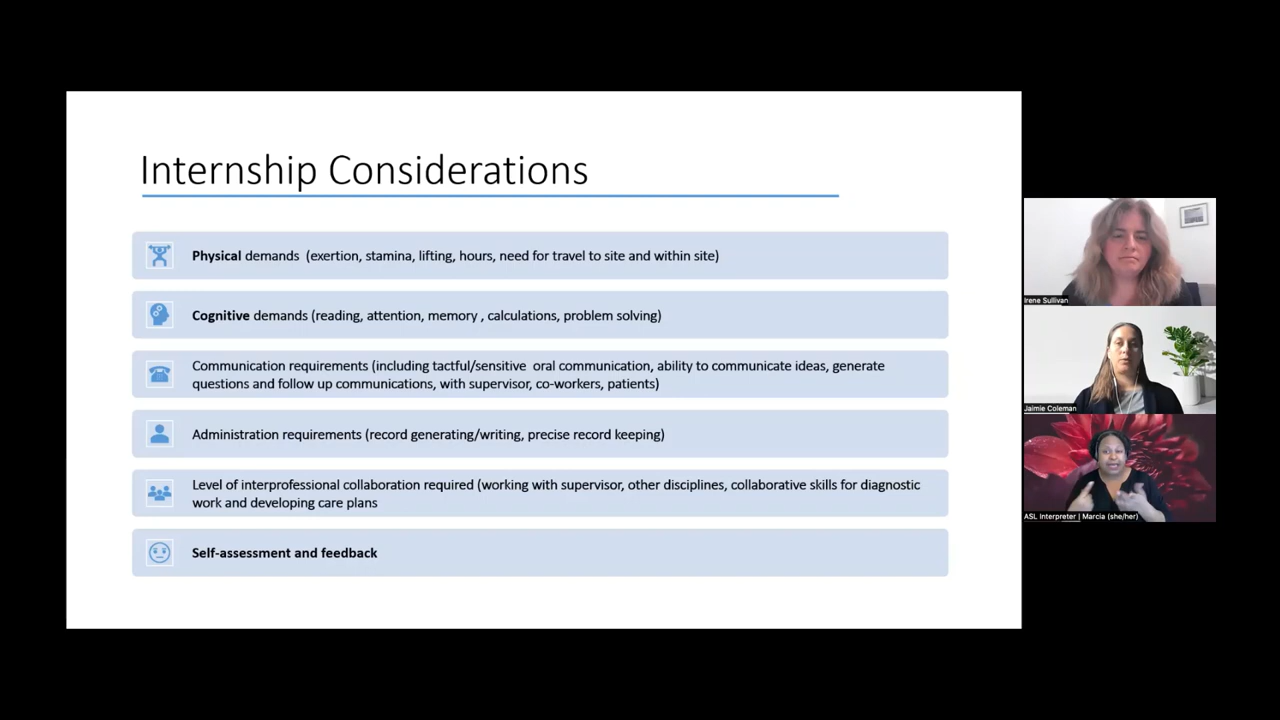 Internship Considerations
Physical demands  (exertion, stamina, lifting, hours, need for travel to site and within site)
Cognitive demands (reading, attention, memory , calculations, problem solving)
Communication requirements (including tactful/sensitive  oral communication, ability to communicate ideas, generate
questions and follow up communications, with supervisor, co-workers, patients)
Administration requirements (record generating/writing, precise record keeping)
Level of interprofessional collaboration required (working with supervisor, other disciplines, collaborative skills for diagnostic
work and developing care plans
Self-assessment and feedback
Irene Sullivan
Jaimie Coleman
ASL Interpreter | Marcia (she/her)